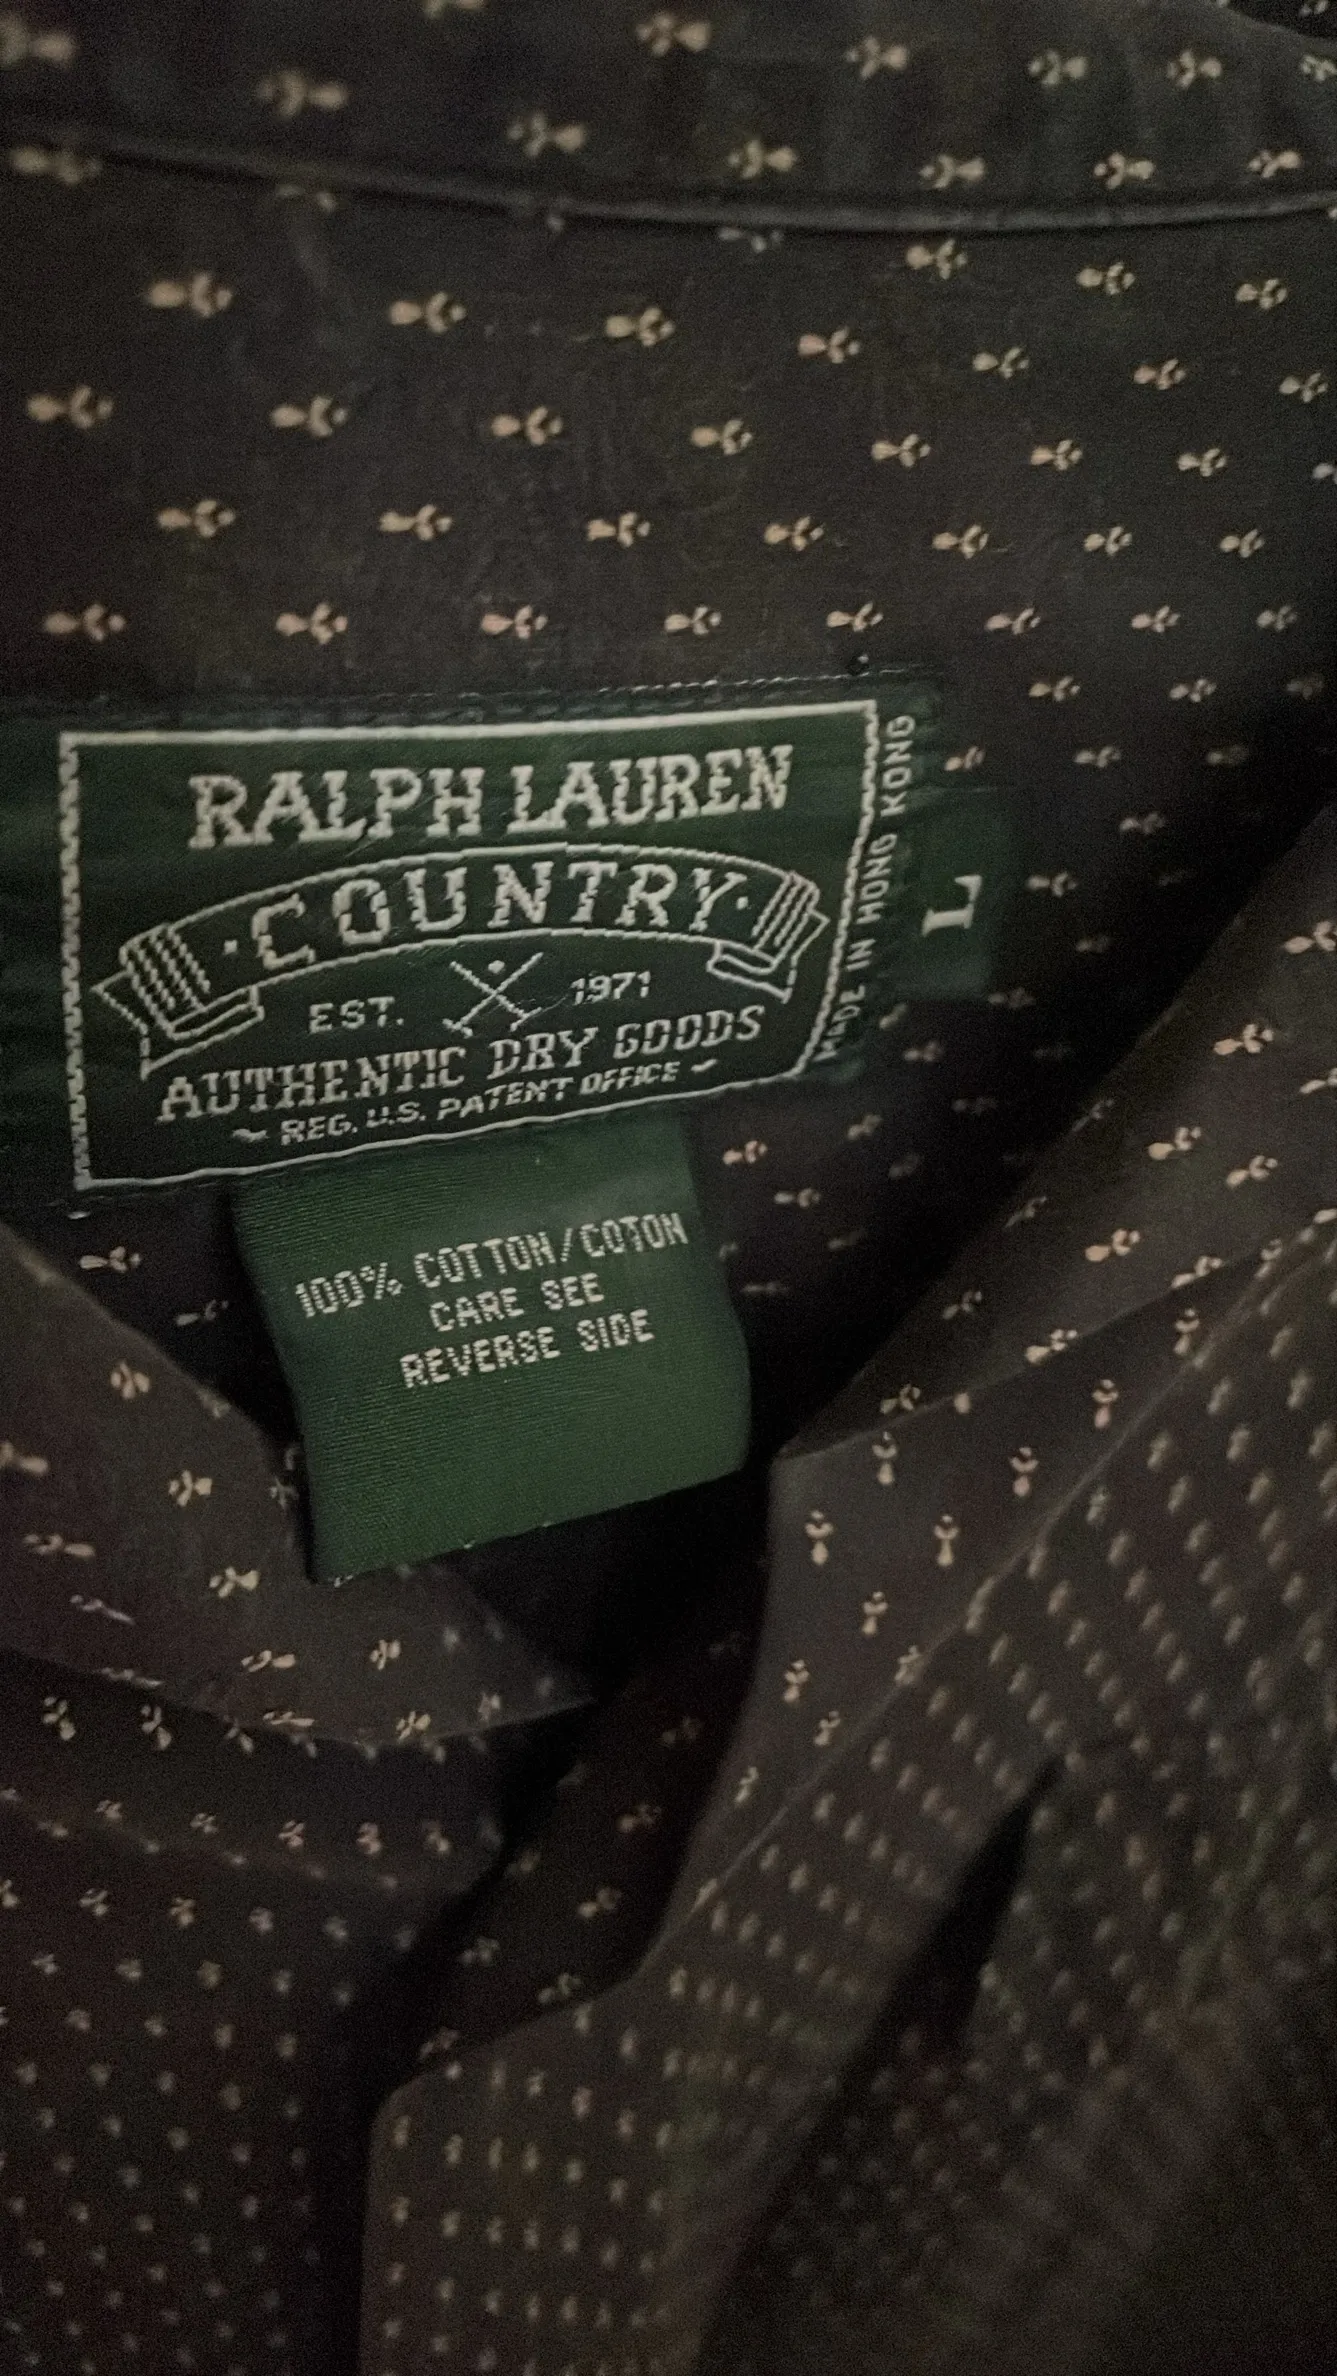 RALPH LAUREN
· COUNTRY ·
EST. 1971
AUTHENTIC DRY GOODS
REG. U.S. PATENT OFFICE
MADE IN HONG KONG
L
100% COTTON/COTON
CARE SEE
REVERSE SIDE